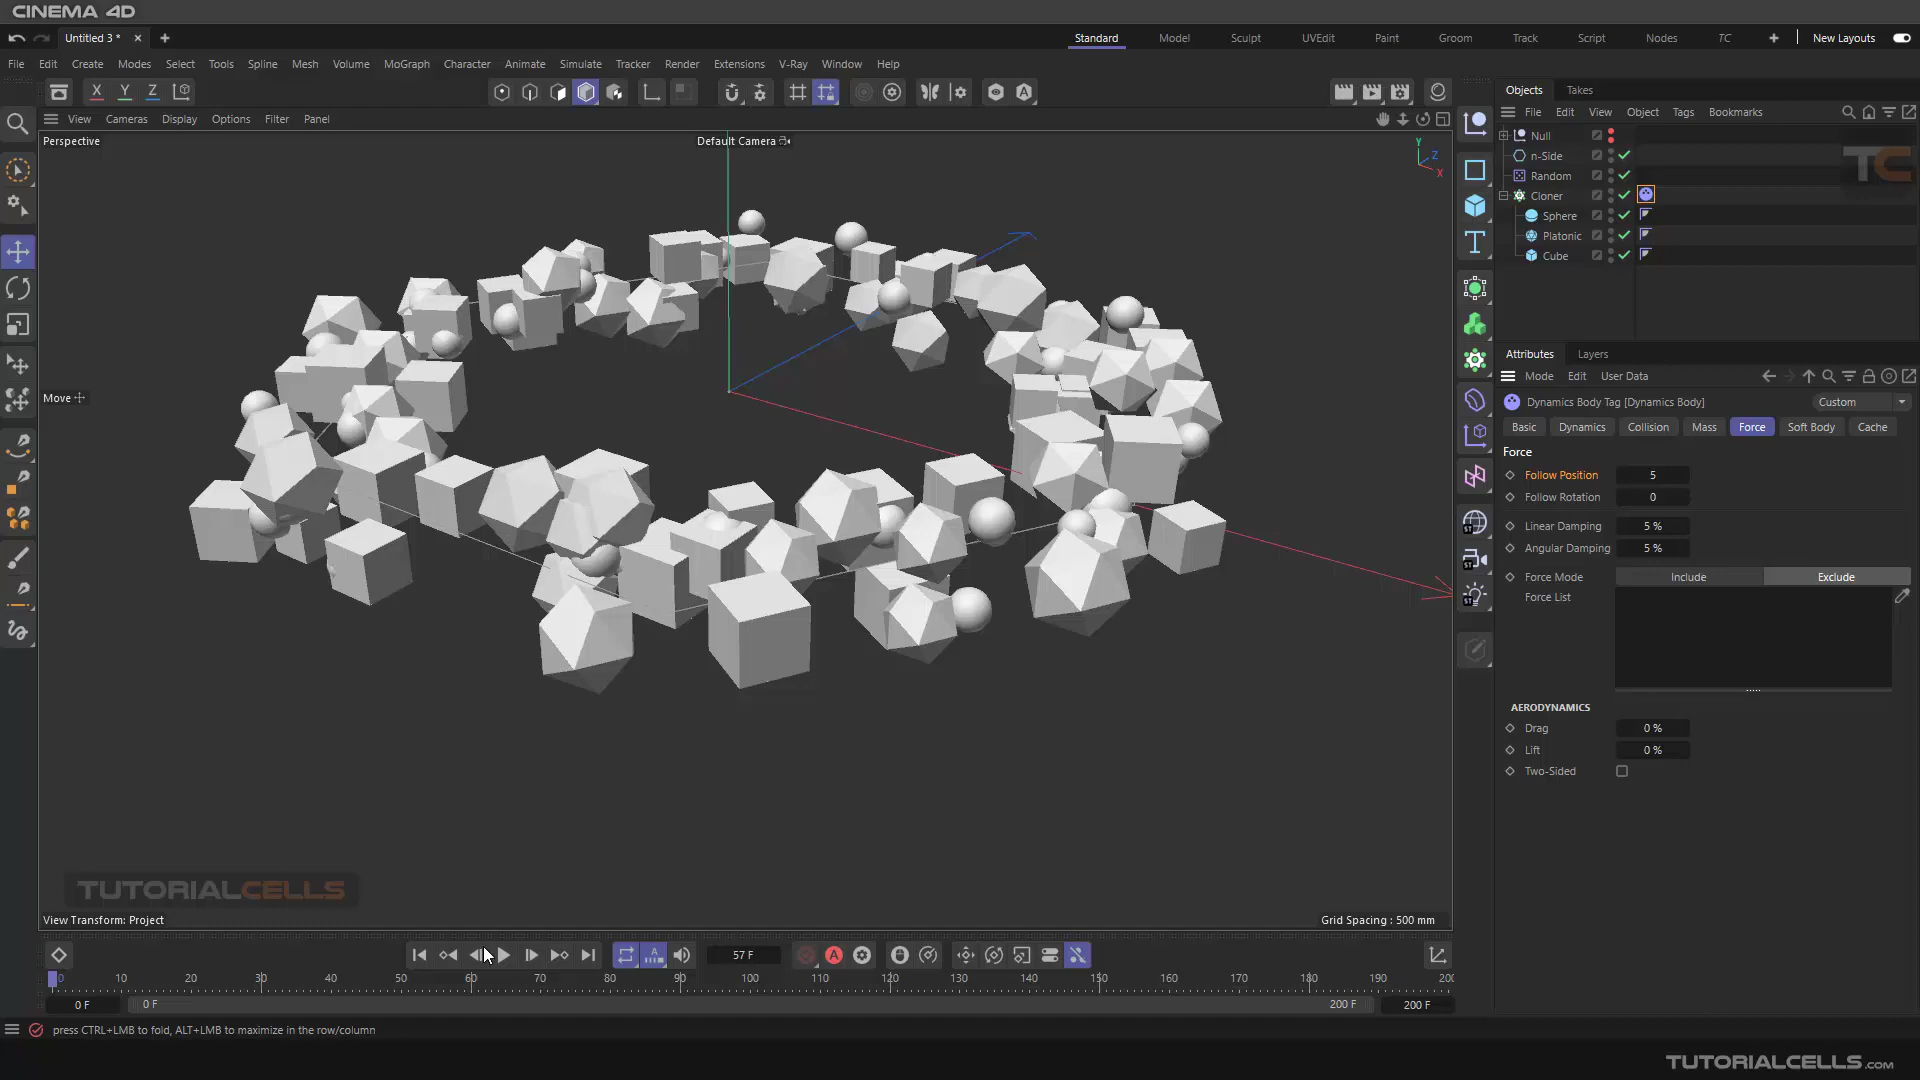 CINEMA 4D
Untitled 3 *
Standard
Model
Sculpt
UVEdit
Paint
Groom
Track
Script
Nodes
TC
New Layouts
File
Edit
Create
Modes
Select
Tools
Spline
Mesh
Volume
MoGraph
Character
Animate
Simulate
Tracker
Render
Extensions
V-Ray
Window
Help
X
Y
Z
View
Cameras
Display
Options
Filter
Panel
Perspective
Default Camera
Y
Z
X
Move
TUTORIALCELLS
View Transform: Project
Grid Spacing : 500 mm
Objects
Takes
File
Edit
View
Object
Tags
Bookmarks
Null
n-Side
Random
Cloner
Sphere
Platonic
Cube
TC
Attributes
Layers
Mode
Edit
User Data
Dynamics Body Tag [Dynamics Body]
Custom
Basic
Dynamics
Collision
Mass
Force
Soft Body
Cache
Force
Follow Position 5
Follow Rotation 0
Linear Damping 5 %
Angular Damping 5 %
Force Mode Include Exclude
Force List
AERODYNAMICS
Drag 0 %
Lift 0 %
Two-Sided
57 F
0 10 20 30 40 50 60 70 80 90 100 110 120 130 140 150 160 170 180 190 200
0 F
0 F
200 F
200 F
press CTRL+LMB to fold, ALT+LMB to maximize in the row/column
TUTORIALCELLS.COM